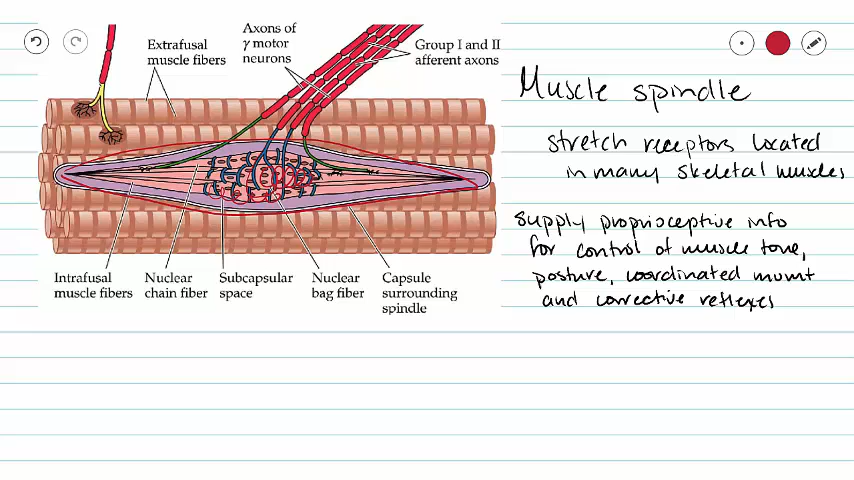 Axons of
γ motor
neurons
Extrafusal
muscle fibers
Group I and II
afferent axons
Muscle spindle
stretch receptors located
in many skeletal muscles
supply proprioceptive info
for control of muscle tone,
posture, coordinated mvmt
and corrective reflexes
Intrafusal
muscle fibers
Nuclear
chain fiber
Subcapsular
space
Nuclear
bag fiber
Capsule
surrounding
spindle